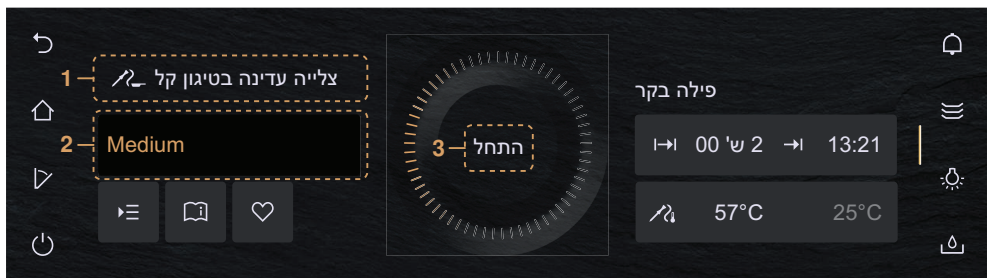 1
צלייה עדינה בטיגון קל
2
Medium
3
התחל
פילה בקר
2 ש' 00 13:21
57°C 25°C